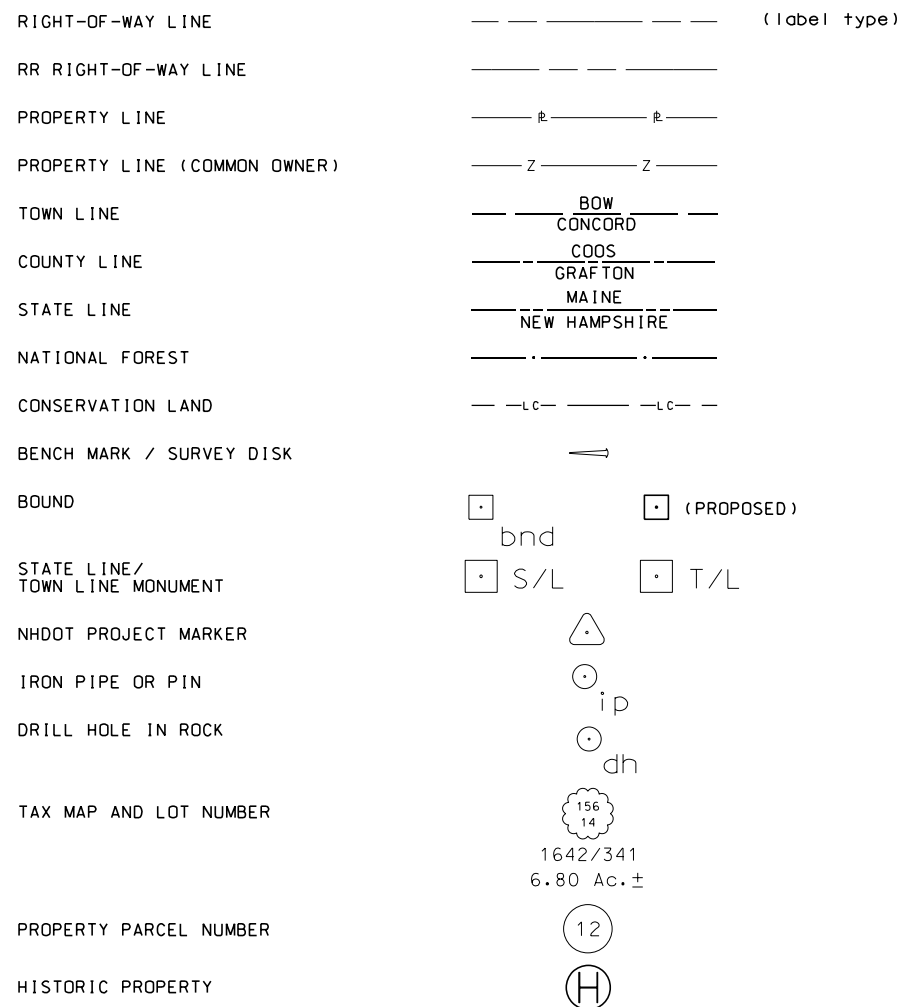 RIGHT-OF-WAY LINE (label type)
RR RIGHT-OF-WAY LINE
PROPERTY LINE ⅊ ⅊
PROPERTY LINE (COMMON OWNER) Z Z
TOWN LINE BOW
CONCORD
COUNTY LINE COOS
GRAFTON
STATE LINE MAINE
NEW HAMPSHIRE
NATIONAL FOREST
CONSERVATION LAND LC LC
BENCH MARK / SURVEY DISK
BOUND (PROPOSED)
bnd
STATE LINE/
TOWN LINE MONUMENT S/L T/L
NHDOT PROJECT MARKER
IRON PIPE OR PIN
ip
DRILL HOLE IN ROCK
dh
TAX MAP AND LOT NUMBER 156
14
1642/341
6.80 Ac.±
PROPERTY PARCEL NUMBER 12
HISTORIC PROPERTY H